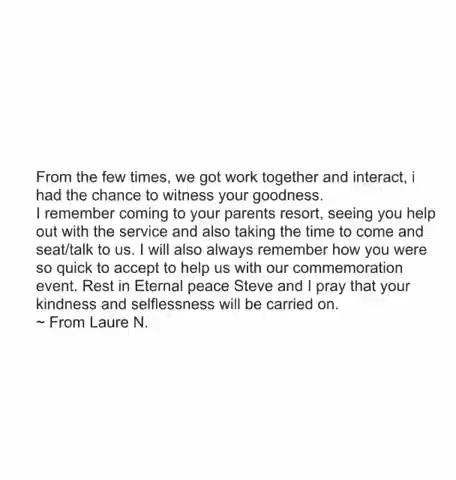 From the few times, we got work together and interact, i
had the chance to witness your goodness.
I remember coming to your parents resort, seeing you help
out with the service and also taking the time to come and
seat/talk to us. I will also always remember how you were
so quick to accept to help us with our commemoration
event. Rest in Eternal peace Steve and I pray that your
kindness and selflessness will be carried on.
~ From Laure N.